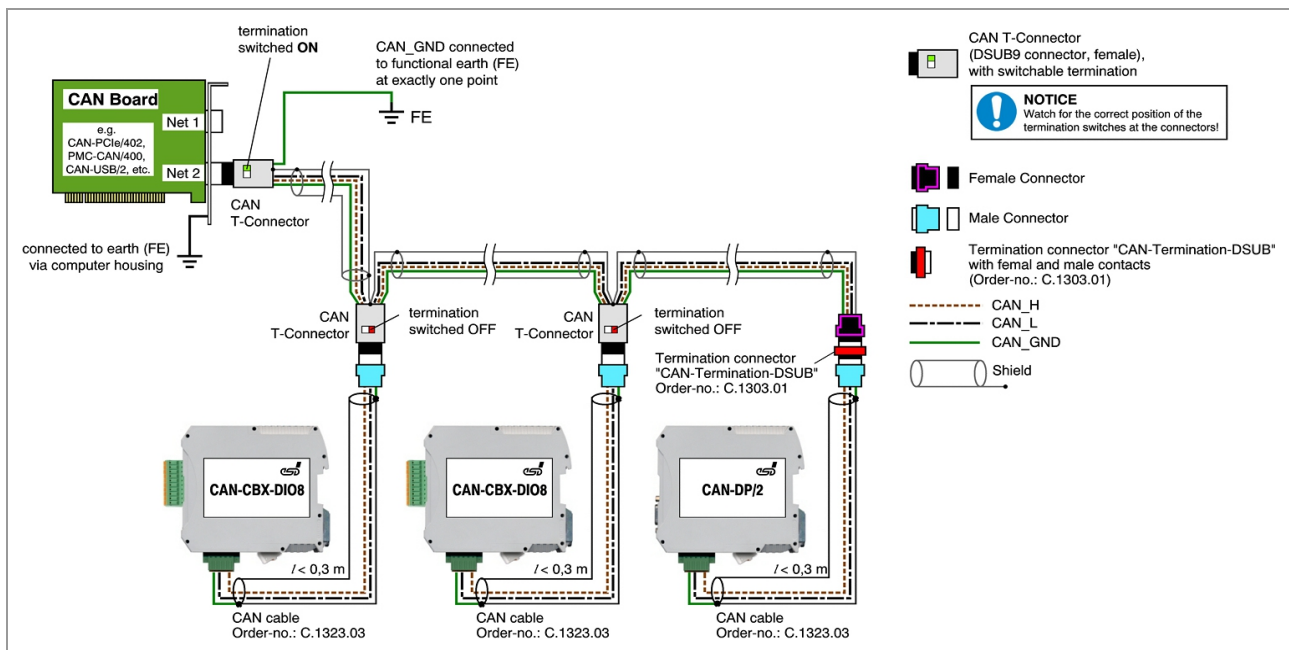 termination
switched ON
CAN_GND connected
to functional earth (FE)
at exactly one point
FE
CAN Board
e.g.
CAN-PCIe/402,
PMC-CAN/400,
CAN-USB/2, etc.
Net 1
Net 2
CAN
T-Connector
connected to earth (FE)
via computer housing
CAN
T-Connector
termination
switched OFF
CAN
T-Connector
termination
switched OFF
Termination connector
"CAN-Termination-DSUB"
Order-no.: C.1303.01
esd
CAN-CBX-DIO8
esd
CAN-CBX-DIO8
esd
CAN-DP/2
l < 0,3 m
l < 0,3 m
l < 0,3 m
CAN cable
Order-no.: C.1323.03
CAN cable
Order-no.: C.1323.03
CAN cable
Order-no.: C.1323.03
CAN T-Connector
(DSUB9 connector, female),
with switchable termination
NOTICE
Watch for the correct position of the
termination switches at the connectors!
Female Connector
Male Connector
Termination connector "CAN-Termination-DSUB"
with femal and male contacts
(Order-no.: C.1303.01)
CAN_H
CAN_L
CAN_GND
Shield